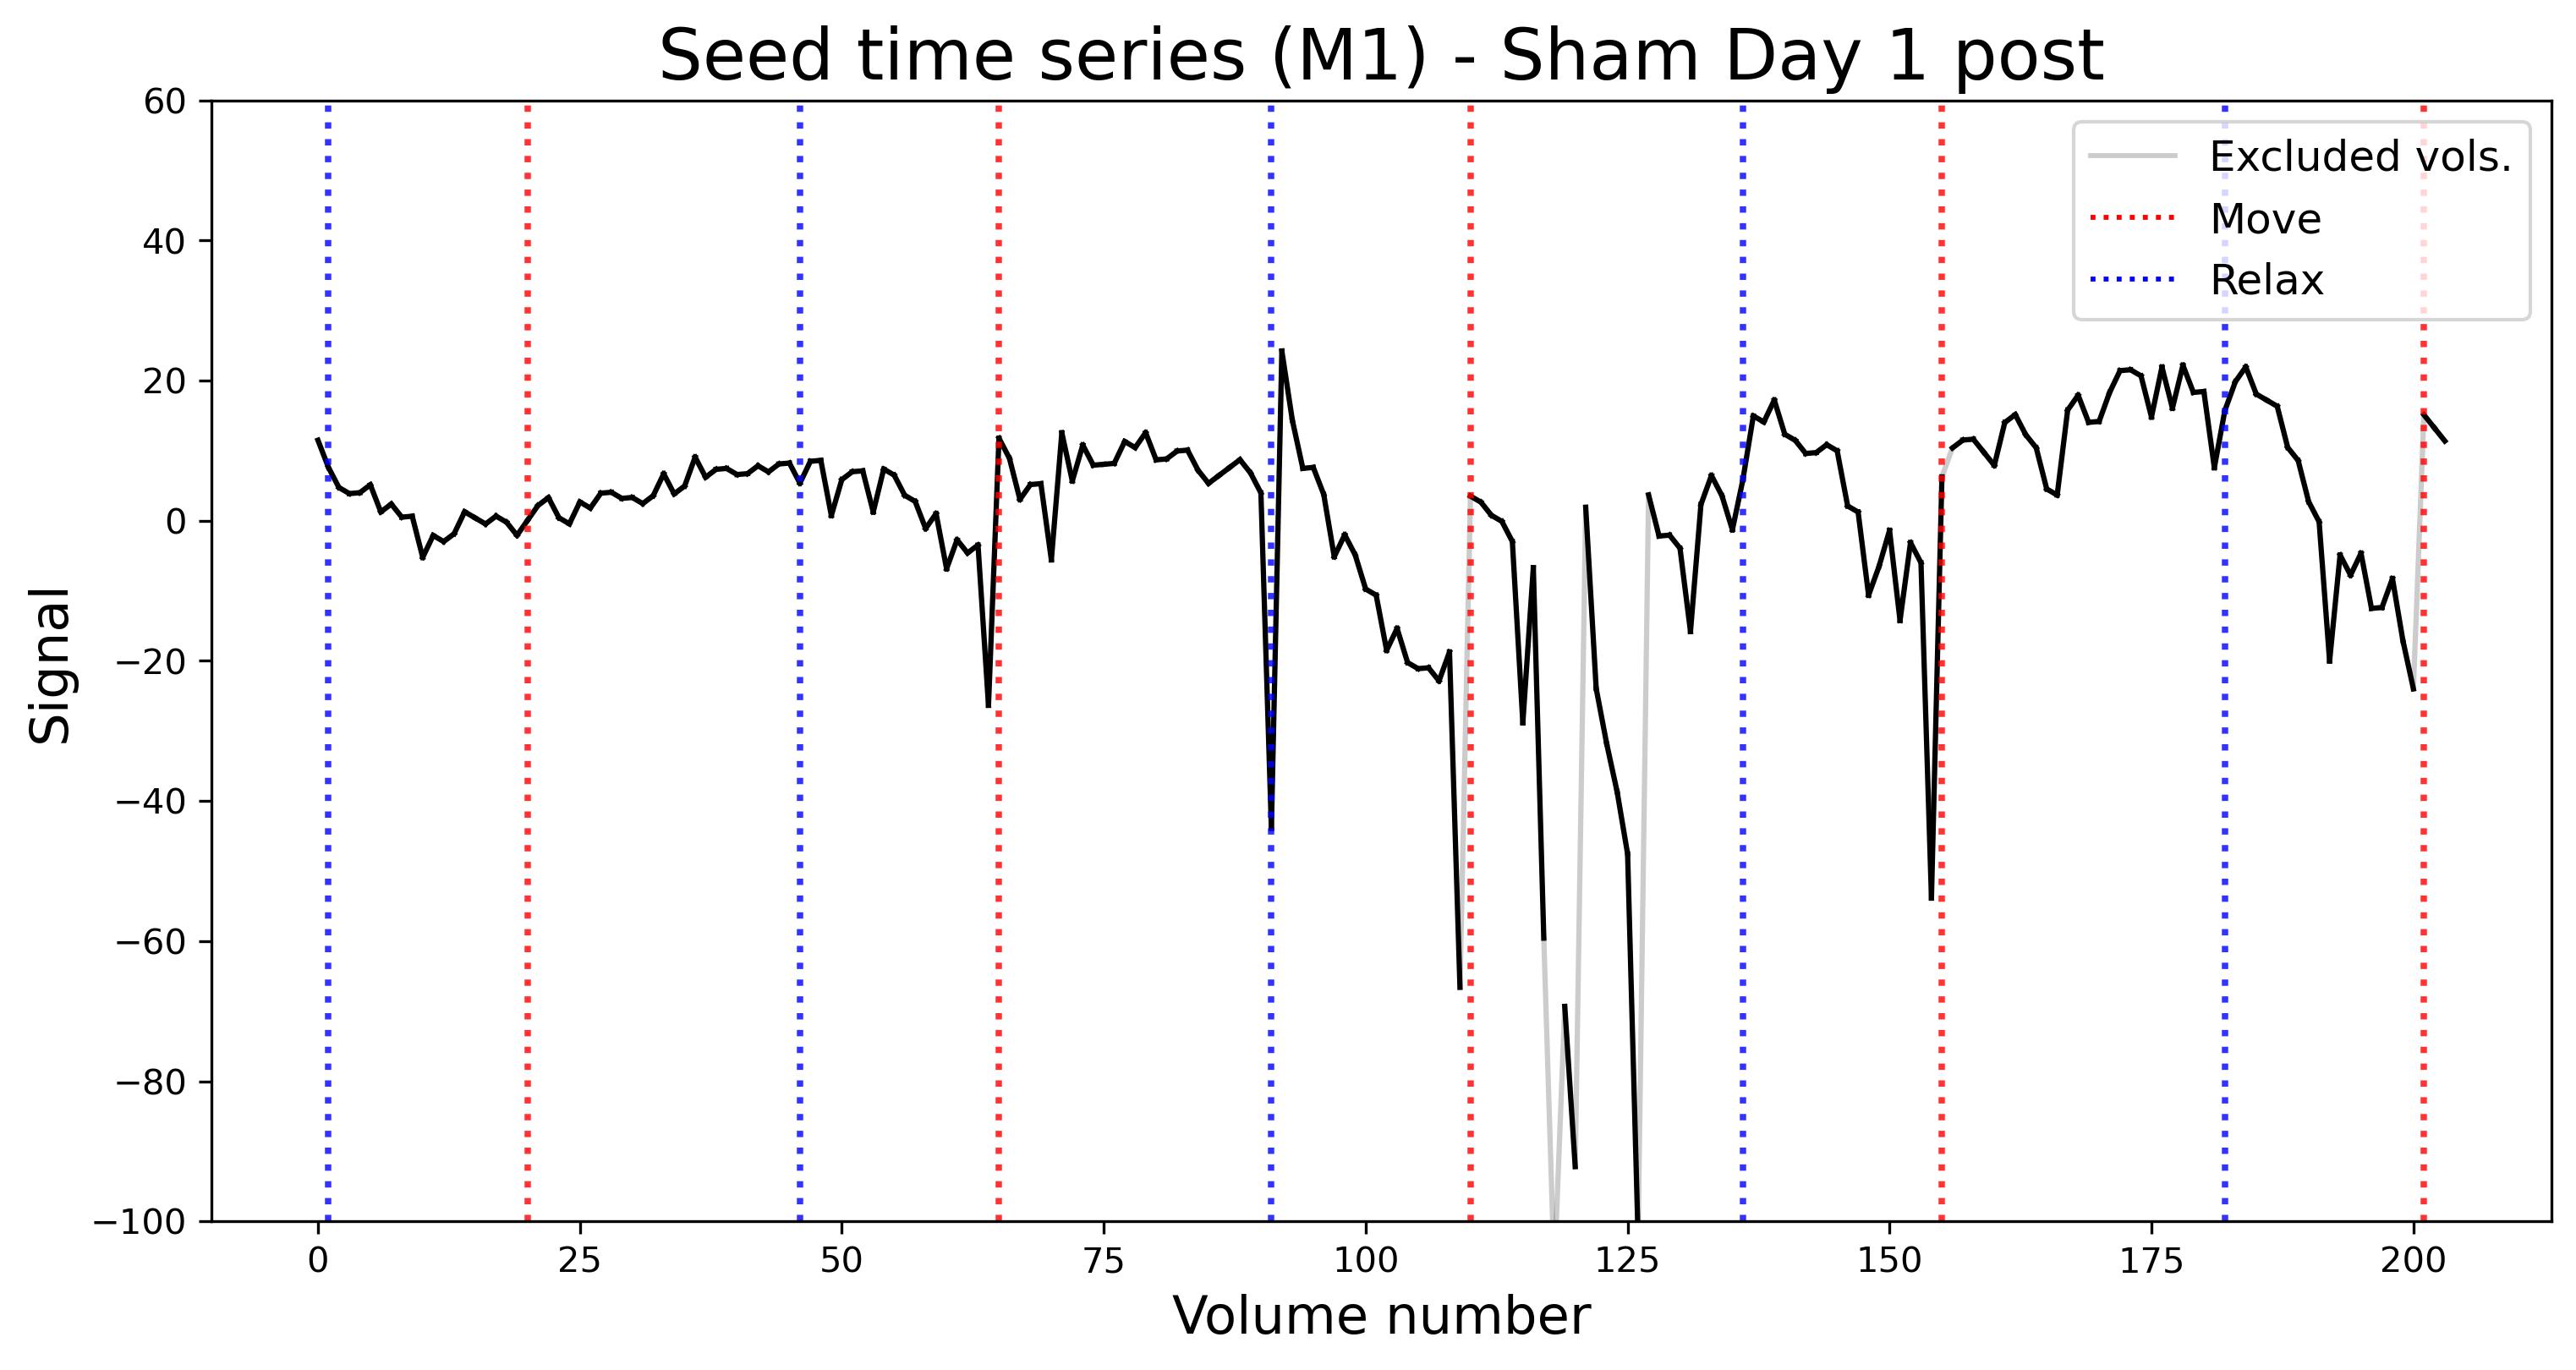 Seed time series (M1) - Sham Day 1 post
60
40
20
0
−20
−40
−60
−80
−100
Signal
Excluded vols.
Move
Relax
0 25 50 75 100 125 150 175 200
Volume number